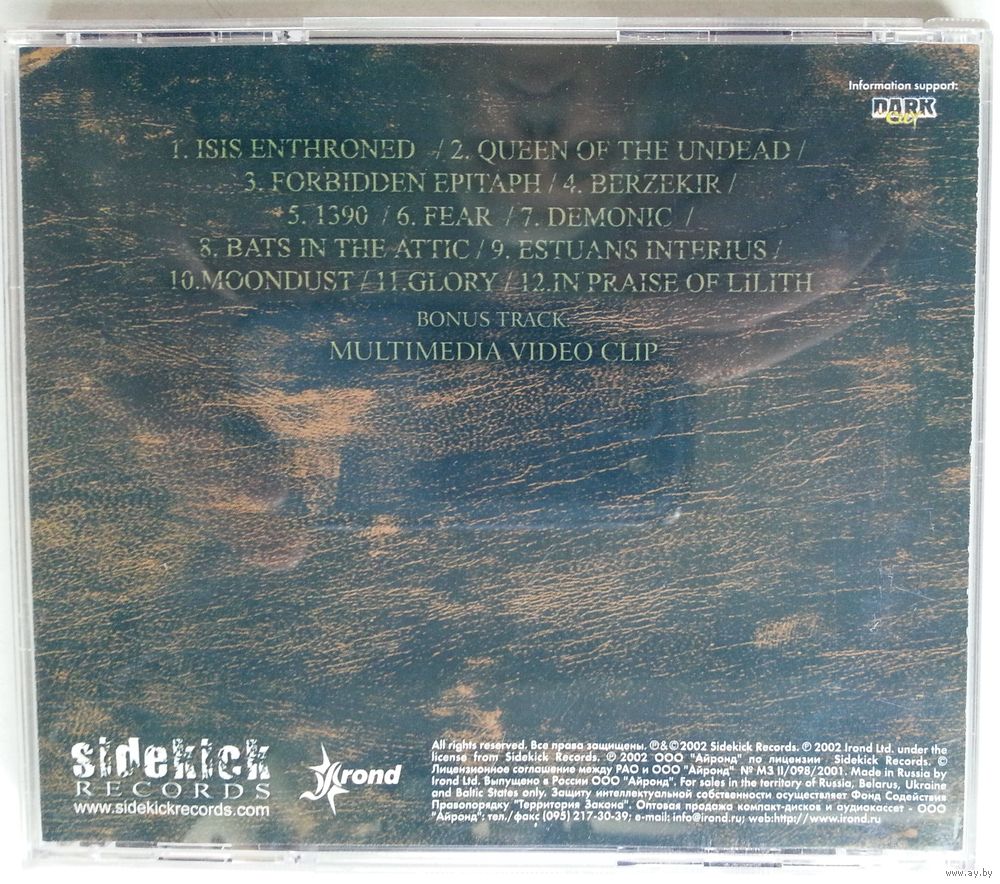 Information support:
DARK
City
1. ISIS ENTHRONED / 2. QUEEN OF THE UNDEAD /
3. FORBIDDEN EPITAPH / 4. BERZEKIR /
5. 1390 / 6. FEAR / 7. DEMONIC /
8. BATS IN THE ATTIC / 9. ESTUANS INTERIUS /
10.MOONDUST / 11.GLORY / 12.IN PRAISE OF LILITH
BONUS TRACK:
MULTIMEDIA VIDEO CLIP
sidekick
RECORDS
www.sidekickrecords.com
irond
All rights reserved. Все права защищены. ℗&©2002 Sidekick Records. ℗ 2002 Irond Ltd. under the
license from Sidekick Records. ℗ 2002 ООО "Айронд" по лицензии Sidekick Records. ©
Лицензионное соглашение между РАО и ООО "Айронд" № МЗ II/098/2001. Made in Russia by
Irond Ltd. Выпущено в России ООО "Айронд". For sales in the territory of Russia, Belarus, Ukraine
and Baltic States only. Защиту интеллектуальной собственности осуществляет Фонд Содействия
Правопорядку "Территория Закона". Оптовая продажа компакт-дисков и аудиокассет - ООО
"Айронд": тел./факс (095) 217-30-39; e-mail: info@irond.ru; web:http://www.irond.ru
www.ay.by